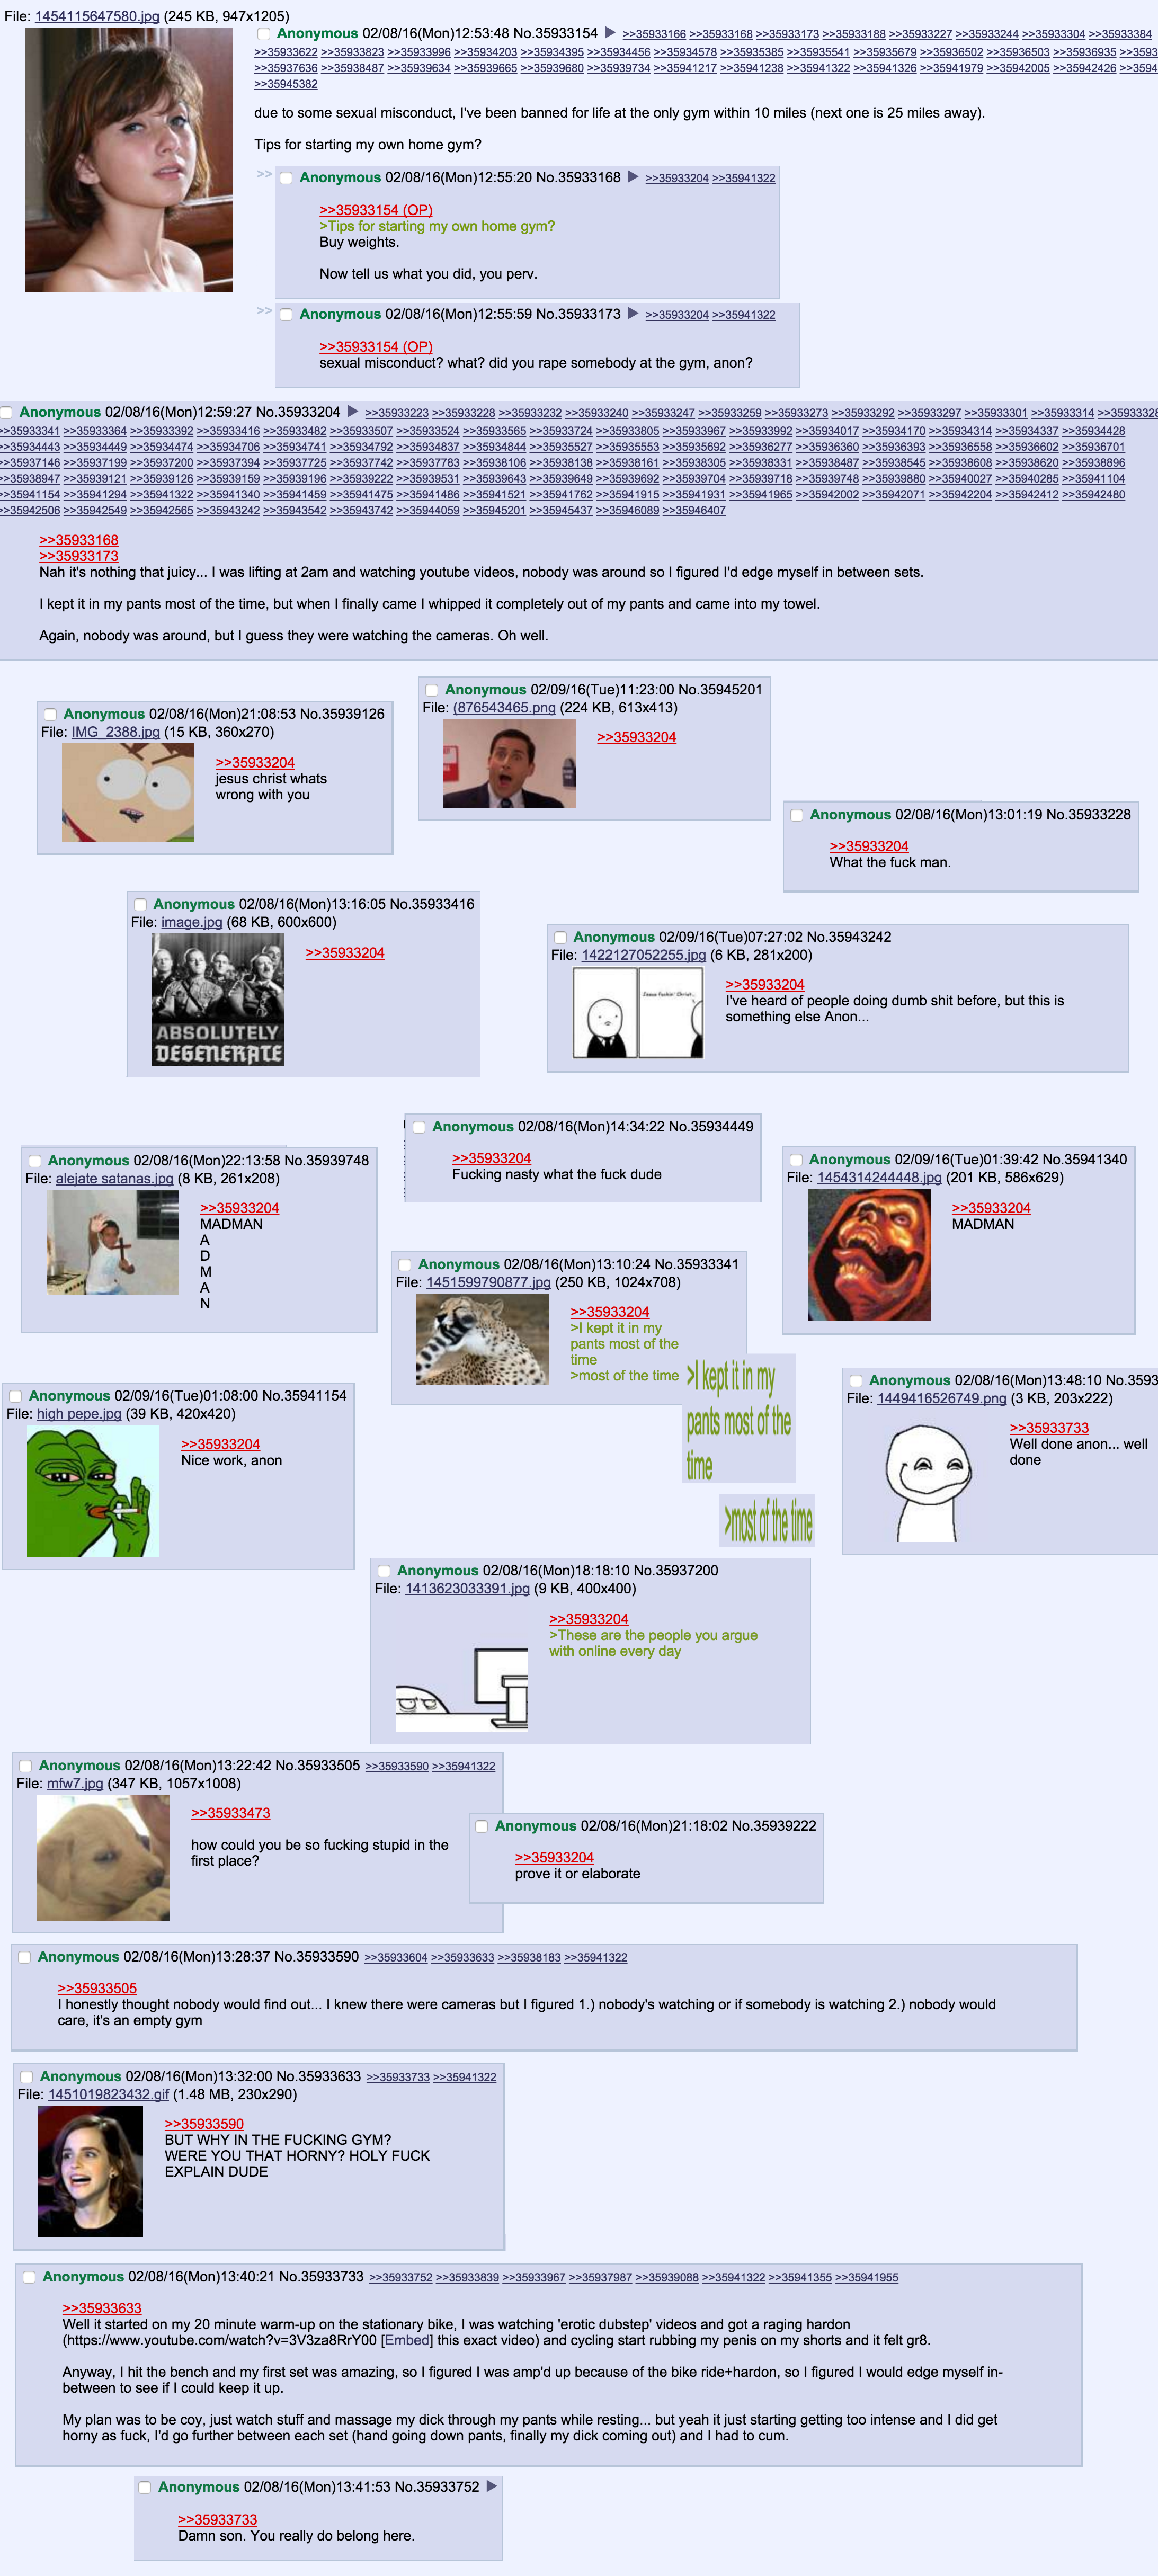 File: 1454115647580.jpg (245 KB, 947x1205)
Anonymous 02/08/16(Mon)12:53:48 No.35933154 ▶ >>35933166 >>35933168 >>35933173 >>35933188 >>35933227 >>35933244 >>35933304 >>35933384
>>35933622 >>35933823 >>35933996 >>35934203 >>35934395 >>35934456 >>35934578 >>35935385 >>35935541 >>35935679 >>35936502 >>35936503 >>35936935 >>3593
>>35937636 >>35938487 >>35939634 >>35939665 >>35939680 >>35939734 >>35941217 >>35941238 >>35941322 >>35941326 >>35941979 >>35942005 >>35942426 >>3594
>>35945382
due to some sexual misconduct, I've been banned for life at the only gym within 10 miles (next one is 25 miles away).
Tips for starting my own home gym?
>> Anonymous 02/08/16(Mon)12:55:20 No.35933168 ▶ >>35933204 >>35941322
>>35933154 (OP)
>Tips for starting my own home gym?
Buy weights.
Now tell us what you did, you perv.
>> Anonymous 02/08/16(Mon)12:55:59 No.35933173 ▶ >>35933204 >>35941322
>>35933154 (OP)
sexual misconduct? what? did you rape somebody at the gym, anon?
Anonymous 02/08/16(Mon)12:59:27 No.35933204 ▶ >>35933223 >>35933228 >>35933232 >>35933240 >>35933247 >>35933259 >>35933273 >>35933292 >>35933297 >>35933301 >>35933314 >>35933328
>>35933341 >>35933364 >>35933392 >>35933416 >>35933482 >>35933507 >>35933524 >>35933565 >>35933724 >>35933805 >>35933967 >>35933992 >>35934017 >>35934170 >>35934314 >>35934337 >>35934428
>>35934443 >>35934449 >>35934474 >>35934706 >>35934741 >>35934792 >>35934837 >>35934844 >>35935527 >>35935553 >>35935692 >>35936277 >>35936360 >>35936393 >>35936558 >>35936602 >>35936701
>>35937146 >>35937199 >>35937200 >>35937394 >>35937725 >>35937742 >>35937783 >>35938106 >>35938138 >>35938161 >>35938305 >>35938331 >>35938487 >>35938545 >>35938608 >>35938620 >>35938896
>>35938947 >>35939121 >>35939126 >>35939159 >>35939196 >>35939222 >>35939531 >>35939643 >>35939649 >>35939692 >>35939704 >>35939718 >>35939748 >>35939880 >>35940027 >>35940285 >>35941104
>>35941154 >>35941294 >>35941322 >>35941340 >>35941459 >>35941475 >>35941486 >>35941521 >>35941762 >>35941915 >>35941931 >>35941965 >>35942002 >>35942071 >>35942204 >>35942412 >>35942480
>>35942506 >>35942549 >>35942565 >>35943242 >>35943542 >>35943742 >>35944059 >>35945201 >>35945437 >>35946089 >>35946407
>>35933168
>>35933173
Nah it's nothing that juicy... I was lifting at 2am and watching youtube videos, nobody was around so I figured I'd edge myself in between sets.
I kept it in my pants most of the time, but when I finally came I whipped it completely out of my pants and came into my towel.
Again, nobody was around, but I guess they were watching the cameras. Oh well.
Anonymous 02/08/16(Mon)21:08:53 No.35939126
File: IMG_2388.jpg (15 KB, 360x270)
>>35933204
jesus christ whats
wrong with you
Anonymous 02/09/16(Tue)11:23:00 No.35945201
File: (876543465.png (224 KB, 613x413)
>>35933204
Anonymous 02/08/16(Mon)13:01:19 No.35933228
>>35933204
What the fuck man.
Anonymous 02/08/16(Mon)13:16:05 No.35933416
File: image.jpg (68 KB, 600x600)
>>35933204
ABSOLUTELY
DEGENERATE
Anonymous 02/09/16(Tue)07:27:02 No.35943242
File: 1422127052255.jpg (6 KB, 281x200)
Jesus fuckin' Christ...
>>35933204
I've heard of people doing dumb shit before, but this is
something else Anon...
Anonymous 02/08/16(Mon)14:34:22 No.35934449
>>35933204
Fucking nasty what the fuck dude
Anonymous 02/08/16(Mon)22:13:58 No.35939748
File: alejate satanas.jpg (8 KB, 261x208)
>>35933204
MADMAN
A
D
M
A
N
Anonymous 02/09/16(Tue)01:39:42 No.35941340
File: 1454314244448.jpg (201 KB, 586x629)
>>35933204
MADMAN
Anonymous 02/08/16(Mon)13:10:24 No.35933341
File: 1451599790877.jpg (250 KB, 1024x708)
>>35933204
>I kept it in my
pants most of the
time
>most of the time
>I kept it in my
pants most of the
time
>most of the time
Anonymous 02/09/16(Tue)01:08:00 No.35941154
File: high pepe.jpg (39 KB, 420x420)
>>35933204
Nice work, anon
Anonymous 02/08/16(Mon)13:48:10 No.3593
File: 1449416526749.png (3 KB, 203x222)
>>35933733
Well done anon... well
done
Anonymous 02/08/16(Mon)18:18:10 No.35937200
File: 1413623033391.jpg (9 KB, 400x400)
>>35933204
>These are the people you argue
with online every day
Anonymous 02/08/16(Mon)13:22:42 No.35933505 >>35933590 >>35941322
File: mfw7.jpg (347 KB, 1057x1008)
>>35933473
how could you be so fucking stupid in the
first place?
Anonymous 02/08/16(Mon)21:18:02 No.35939222
>>35933204
prove it or elaborate
Anonymous 02/08/16(Mon)13:28:37 No.35933590 >>35933604 >>35933633 >>35938183 >>35941322
>>35933505
I honestly thought nobody would find out... I knew there were cameras but I figured 1.) nobody's watching or if somebody is watching 2.) nobody would
care, it's an empty gym
Anonymous 02/08/16(Mon)13:32:00 No.35933633 >>35933733 >>35941322
File: 1451019823432.gif (1.48 MB, 230x290)
>>35933590
BUT WHY IN THE FUCKING GYM?
WERE YOU THAT HORNY? HOLY FUCK
EXPLAIN DUDE
Anonymous 02/08/16(Mon)13:40:21 No.35933733 >>35933752 >>35933839 >>35933967 >>35937987 >>35939088 >>35941322 >>35941355 >>35941955
>>35933633
Well it started on my 20 minute warm-up on the stationary bike, I was watching 'erotic dubstep' videos and got a raging hardon
(https://www.youtube.com/watch?v=3V3za8RrY00 [Embed] this exact video) and cycling start rubbing my penis on my shorts and it felt gr8.
Anyway, I hit the bench and my first set was amazing, so I figured I was amp'd up because of the bike ride+hardon, so I figured I would edge myself in-
between to see if I could keep it up.
My plan was to be coy, just watch stuff and massage my dick through my pants while resting... but yeah it just starting getting too intense and I did get
horny as fuck, I'd go further between each set (hand going down pants, finally my dick coming out) and I had to cum.
Anonymous 02/08/16(Mon)13:41:53 No.35933752 ▶
>>35933733
Damn son. You really do belong here.